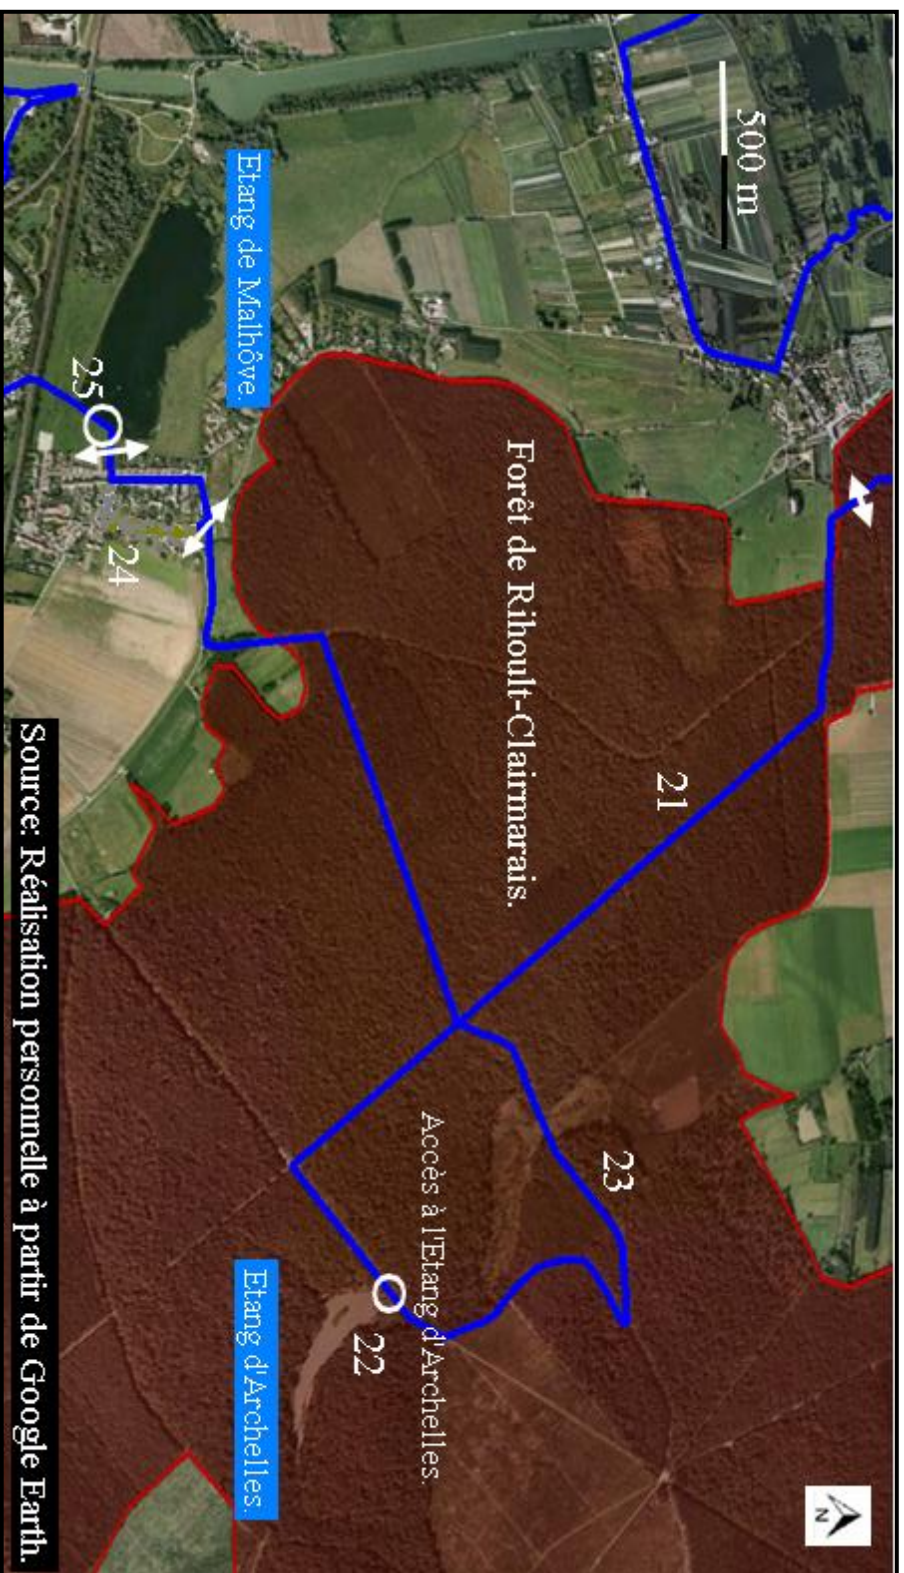 500 m
Etang de Malhôve.
Forêt de Rihoult-Clairmarais.
21
25
24
23
Accès à l'Etang d'Archelles.
22
Etang d'Archelles.
N
Source: Réalisation personnelle à partir de Google Earth.